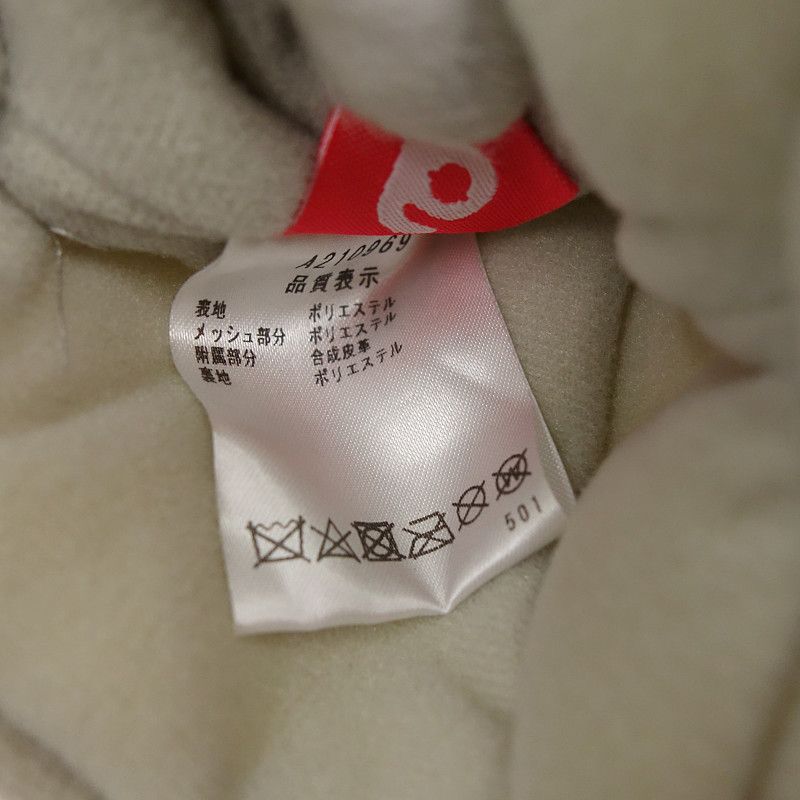 A210969
品質表示
表地 ポリエステル
メッシュ部分 ポリエステル
附属部分 合成皮革
裏地 ポリエステル
501